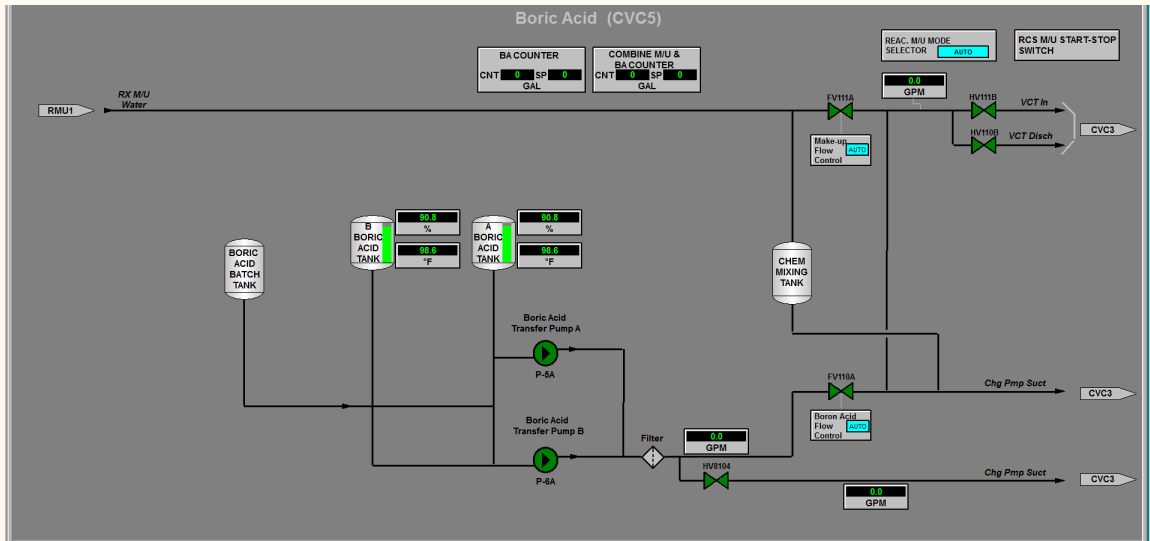 Boric Acid (CVC5)
BA COUNTER
CNT 0 SP 0
GAL
COMBINE M/U &
BA COUNTER
CNT 0 SP 0
GAL
REAC. M/U MODE
SELECTOR AUTO
RCS M/U START-STOP
SWITCH
RMU1
RX M/U
Water
FV111A
0.0
GPM
HV111B
VCT In
HV110B
VCT Disch
CVC3
Make-up
Flow
Control
AUTO
B
BORIC
ACID
TANK
90.8
%
98.6
°F
A
BORIC
ACID
TANK
90.8
%
98.6
°F
BORIC
ACID
BATCH
TANK
CHEM
MIXING
TANK
Boric Acid
Transfer Pump A
P-5A
FV110A
Chg Pmp Suct
CVC3
Boron Acid
Flow
Control
AUTO
Boric Acid
Transfer Pump B
P-6A
Filter
0.0
GPM
HV8104
Chg Pmp Suct
CVC3
0.0
GPM